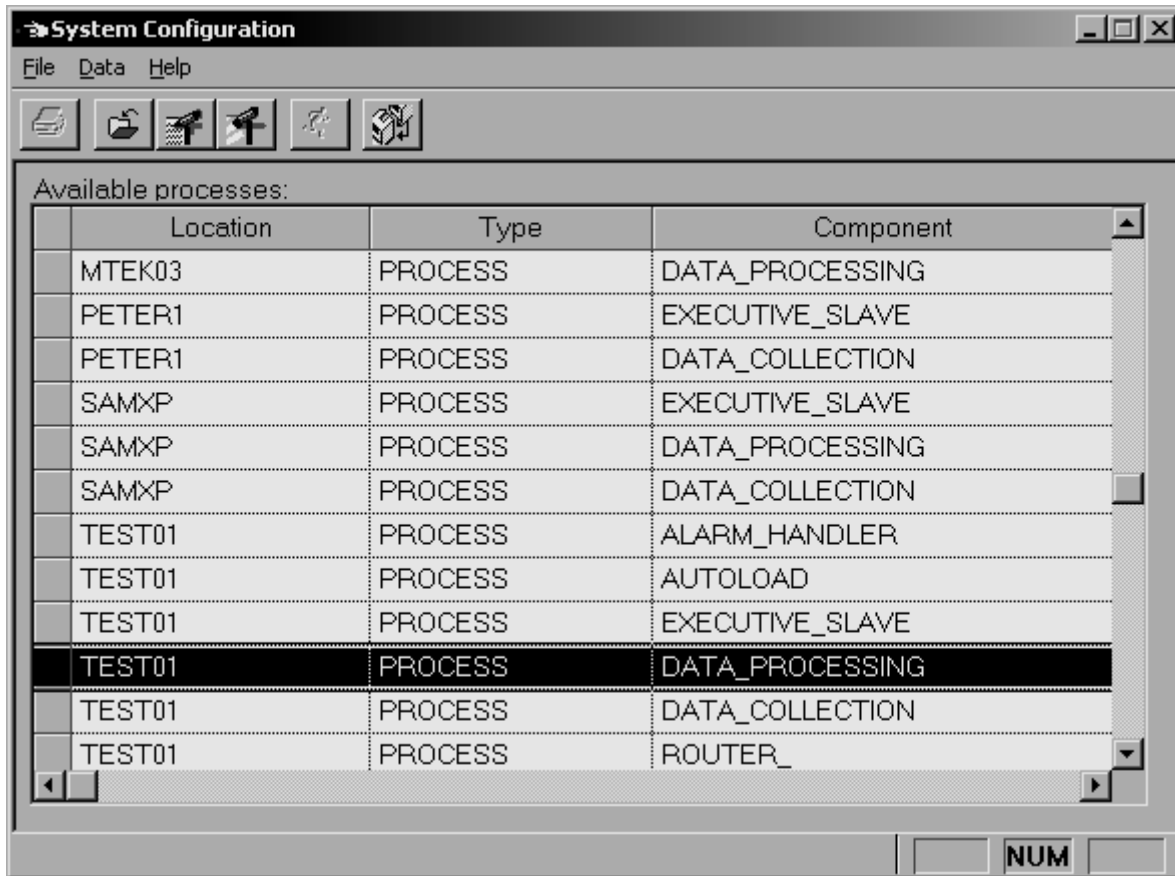 System Configuration
File Data Help
Available processes:
Location Type Component
MTEK03 PROCESS DATA_PROCESSING
PETER1 PROCESS EXECUTIVE_SLAVE
PETER1 PROCESS DATA_COLLECTION
SAMXP PROCESS EXECUTIVE_SLAVE
SAMXP PROCESS DATA_PROCESSING
SAMXP PROCESS DATA_COLLECTION
TEST01 PROCESS ALARM_HANDLER
TEST01 PROCESS AUTOLOAD
TEST01 PROCESS EXECUTIVE_SLAVE
TEST01 PROCESS DATA_PROCESSING
TEST01 PROCESS DATA_COLLECTION
TEST01 PROCESS ROUTER_
NUM